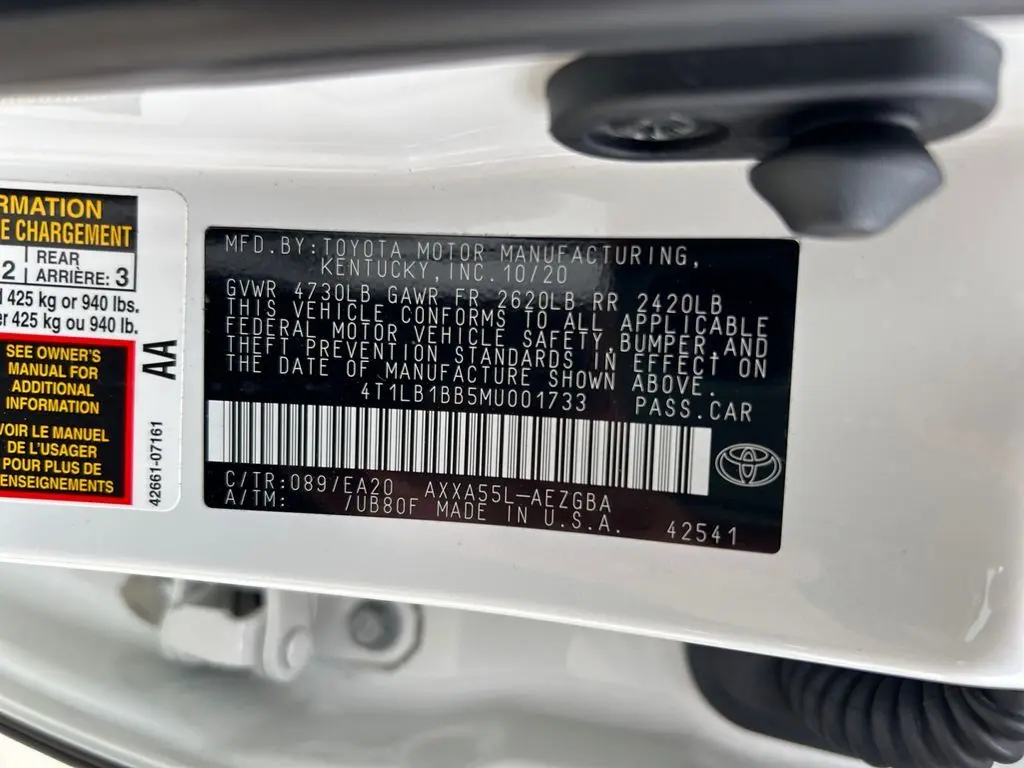 RMATION
E CHARGEMENT
2 | REAR
ARRIÈRE: 3
425 kg or 940 lbs.
er 425 kg ou 940 lb.
SEE OWNER'S
MANUAL FOR
ADDITIONAL
INFORMATION
VOIR LE MANUEL
DE L'USAGER
POUR PLUS DE
RENSEIGNEMENTS
AA
42661-07161
MFD.BY:TOYOTA MOTOR MANUFACTURING,
KENTUCKY,INC.10/20
GVWR 4730LB GAWR FR 2620LB RR 2420LB
THIS VEHICLE CONFORMS TO ALL APPLICABLE
FEDERAL MOTOR VEHICLE SAFETY,BUMPER,AND
THEFT PREVENTION STANDARDS IN EFFECT ON
THE DATE OF MANUFACTURE SHOWN ABOVE.
4T1LB1BB5MU001733 PASS.CAR
C/TR:089/EA20 AXXA55L-AEZGBA
A/TM: 7UB80F MADE IN U.S.A. 42541